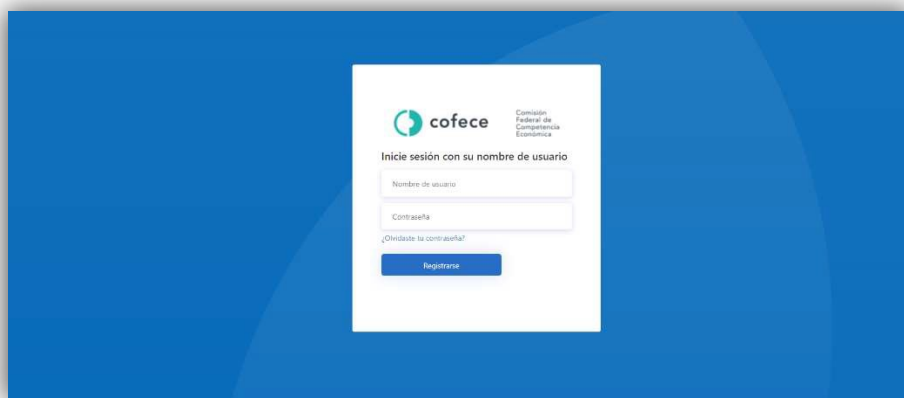 cofece
Comisión
Federal de
Competencia
Económica
Inicie sesión con su nombre de usuario
Nombre de usuario
Contraseña
¿Olvidaste tu contraseña?
Registrarse